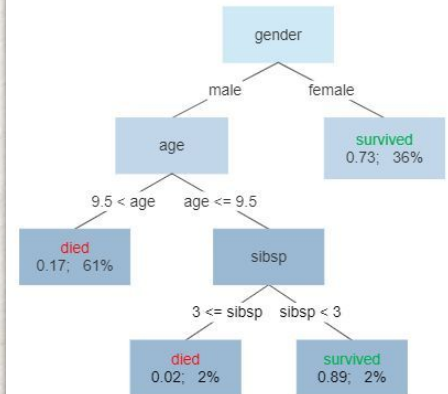 gender
male female
age
survived
0.73; 36%
9.5 < age age <= 9.5
died
0.17; 61%
sibsp
3 <= sibsp sibsp < 3
died
0.02; 2%
survived
0.89; 2%